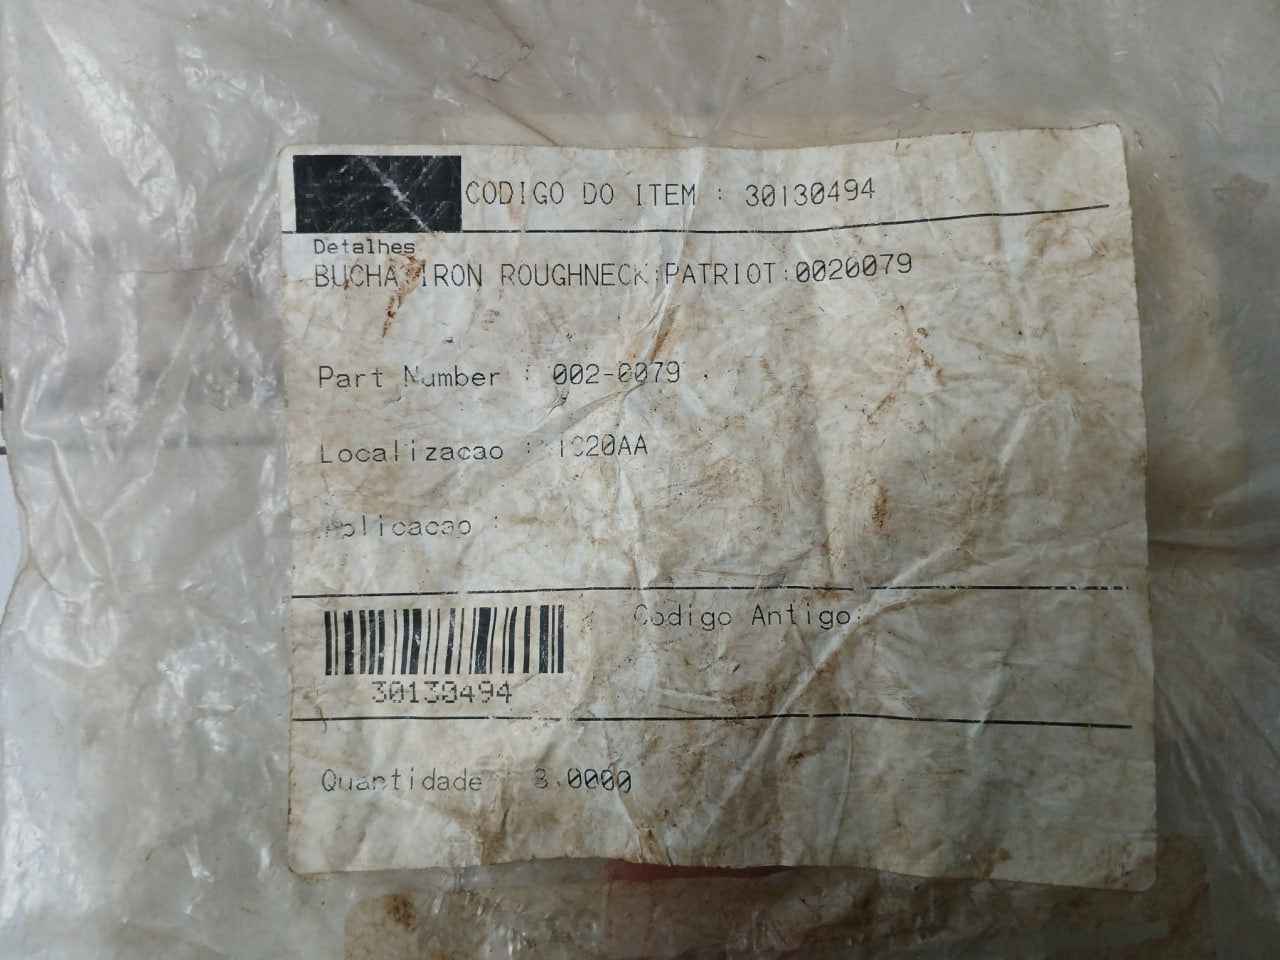 CODIGO DO ITEM : 30130494
Detalhes
BUCHA:IRON ROUGHNECK:PATRIOT:0020079
Part Number : 002-0079
Localizacao :
Aplicacao :
Codigo Antigo:
30130494
Quantidade